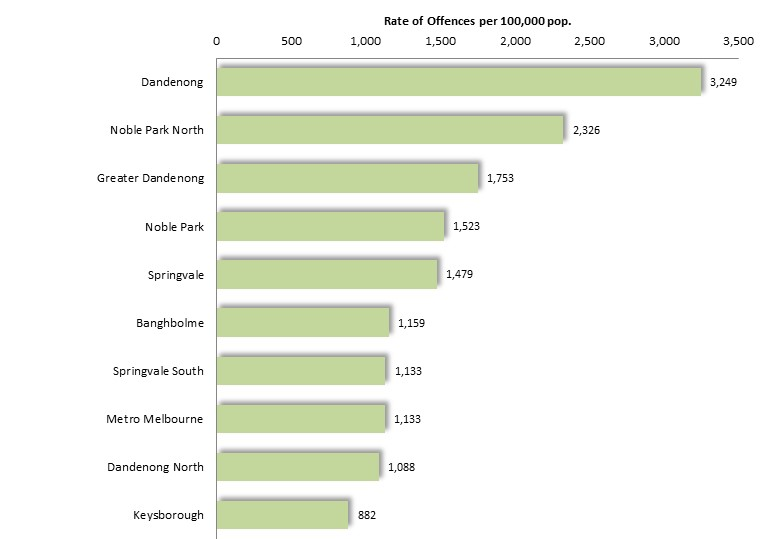 Rate of Offences per 100,000 pop.
0 500 1,000 1,500 2,000 2,500 3,000 3,500
Dandenong 3,249
Noble Park North 2,326
Greater Dandenong 1,753
Noble Park 1,523
Springvale 1,479
Banghbolme 1,159
Springvale South 1,133
Metro Melbourne 1,133
Dandenong North 1,088
Keysborough 882